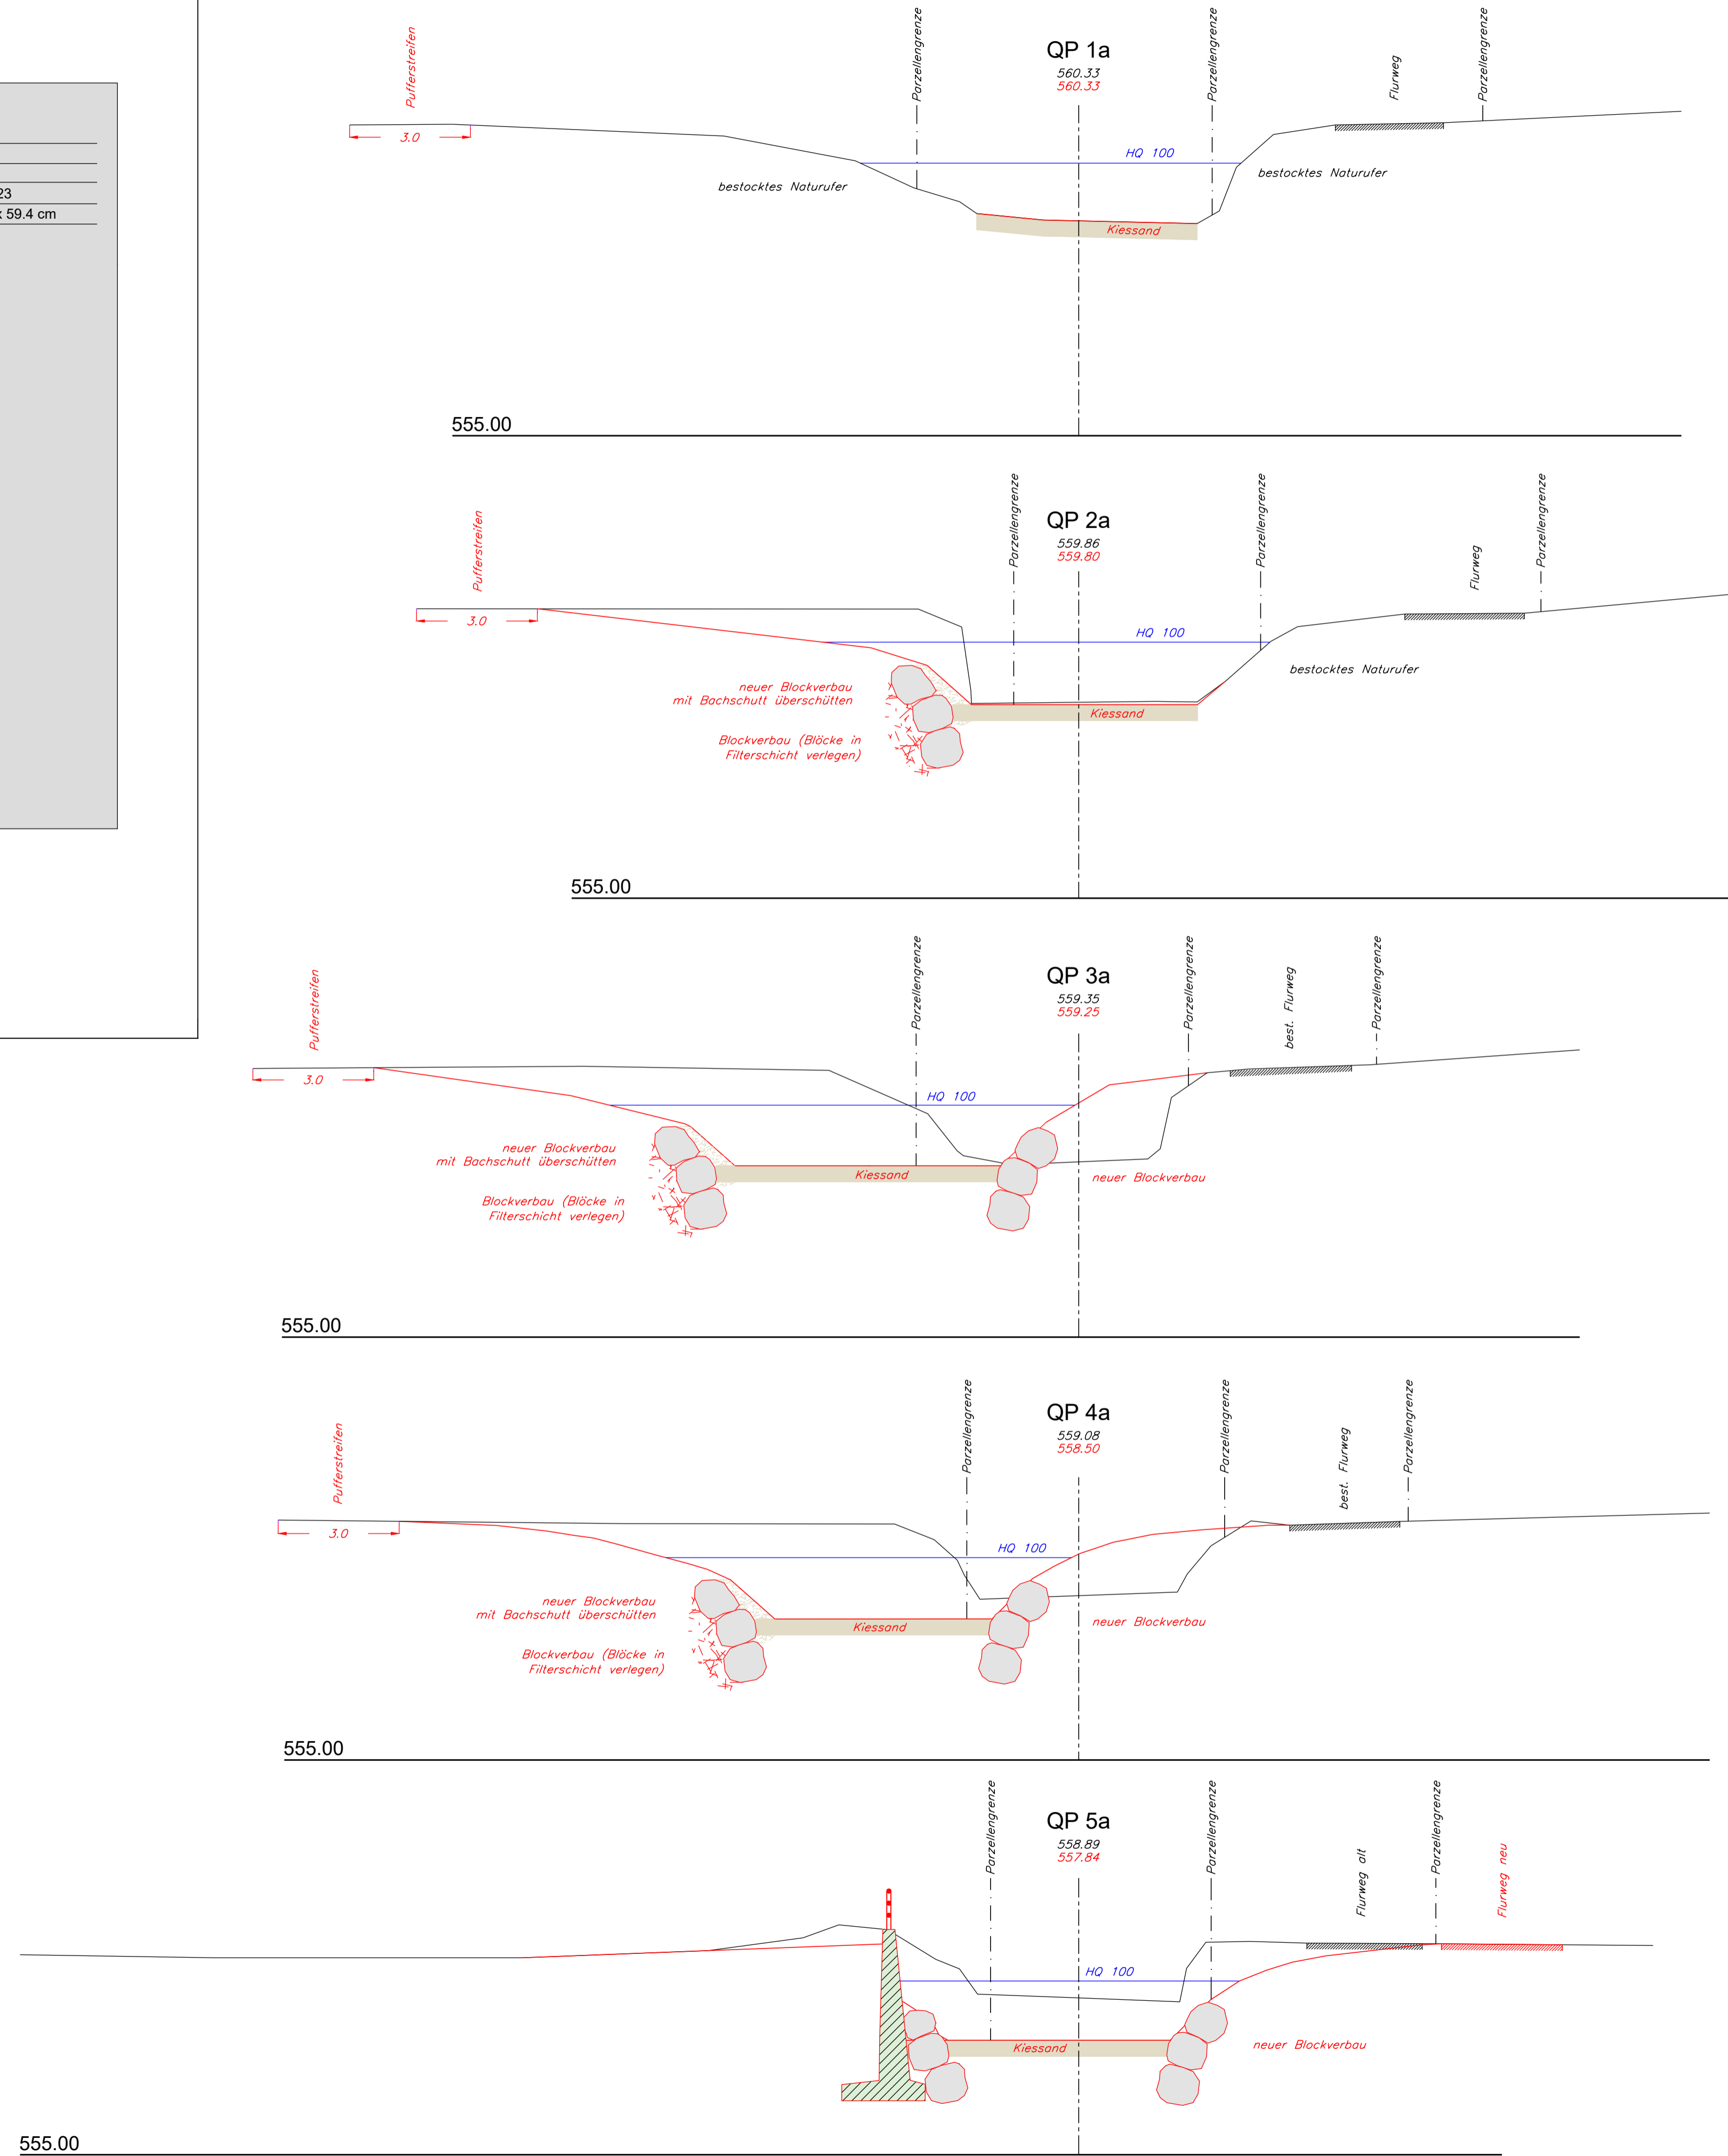 23
x 59.4 cm
Pufferstreifen
3.0
Parzellengrenze
QP 1a
560.33
560.33
Parzellengrenze
Flurweg
Parzellengrenze
HQ 100
bestocktes Naturufer
bestocktes Naturufer
Kiessand
555.00
Pufferstreifen
3.0
Parzellengrenze
QP 2a
559.86
559.80
Parzellengrenze
Flurweg
Parzellengrenze
HQ 100
bestocktes Naturufer
neuer Blockverbau
mit Bachschutt überschütten
Kiessand
Blockverbau (Blöcke in
Filterschicht verlegen)
555.00
Pufferstreifen
3.0
Parzellengrenze
QP 3a
559.35
559.25
Parzellengrenze
best. Flurweg
Parzellengrenze
HQ 100
neuer Blockverbau
mit Bachschutt überschütten
Kiessand
neuer Blockverbau
Blockverbau (Blöcke in
Filterschicht verlegen)
555.00
Pufferstreifen
3.0
Parzellengrenze
QP 4a
559.08
558.50
Parzellengrenze
best. Flurweg
Parzellengrenze
HQ 100
neuer Blockverbau
mit Bachschutt überschütten
Kiessand
neuer Blockverbau
Blockverbau (Blöcke in
Filterschicht verlegen)
555.00
Parzellengrenze
QP 5a
558.89
557.84
Parzellengrenze
Flurweg alt
Parzellengrenze
Flurweg neu
HQ 100
Kiessand
neuer Blockverbau
555.00